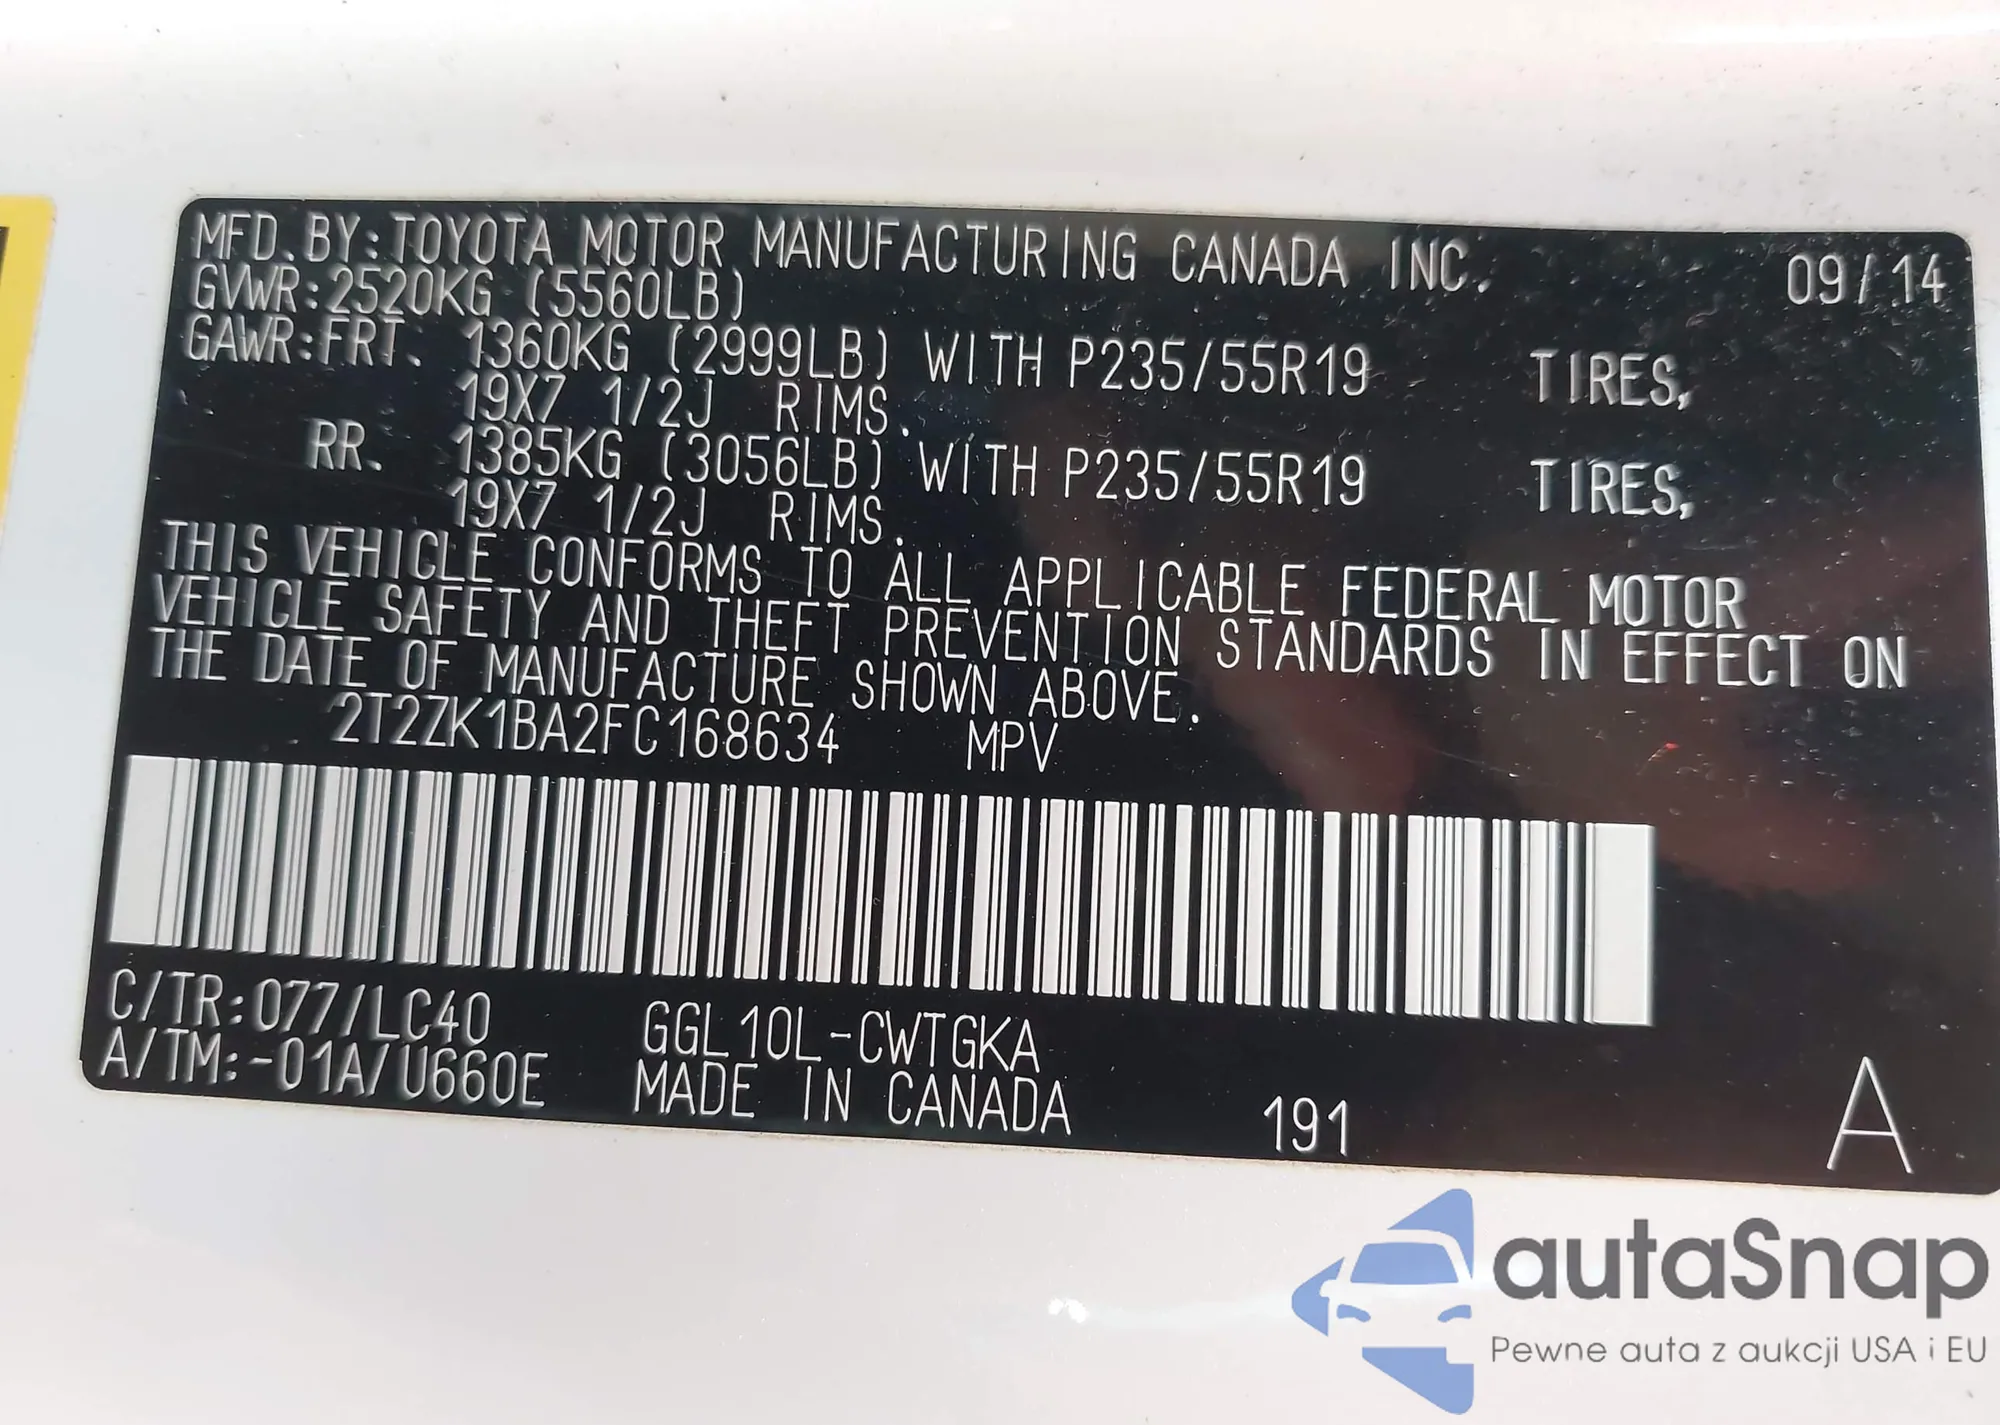 MFD. BY: TOYOTA MOTOR MANUFACTURING CANADA INC. 09/14
GVWR: 2520KG (5560LB)
GAWR: FRT. 1360KG (2999LB) WITH P235/55R19 TIRES,
19X7 1/2J RIMS.
RR. 1385KG (3056LB) WITH P235/55R19 TIRES,
19X7 1/2J RIMS.
THIS VEHICLE CONFORMS TO ALL APPLICABLE FEDERAL MOTOR
VEHICLE SAFETY AND THEFT PREVENTION STANDARDS IN EFFECT ON
THE DATE OF MANUFACTURE SHOWN ABOVE.
2T2ZK1BA2FC168634 MPV
C/TR: 077/LC40 GGL10L-CWTGKA
A/TM: -01A/U660E MADE IN CANADA 191 A
autaSnap
Pewne auta z aukcji USA i EU